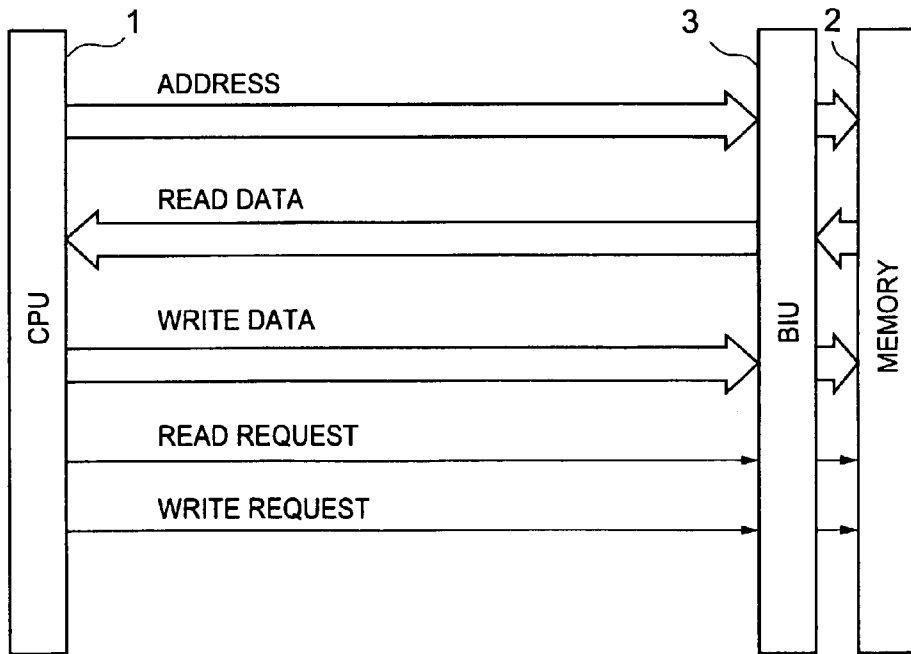 1
3
2
ADDRESS
READ DATA
WRITE DATA
READ REQUEST
WRITE REQUEST
CPU
BIU
MEMORY